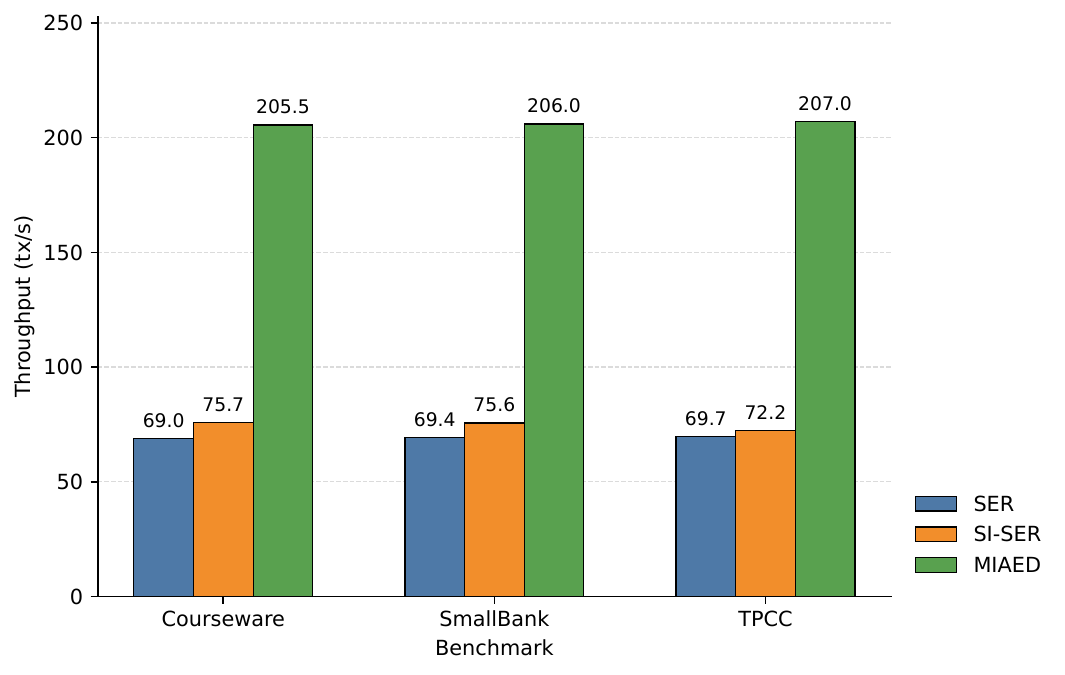 250
200
150
100
50
0
Throughput (tx/s)
69.0
75.7
205.5
69.4
75.6
206.0
69.7
72.2
207.0
Courseware
SmallBank
TPCC
Benchmark
SER
SI-SER
MIAED